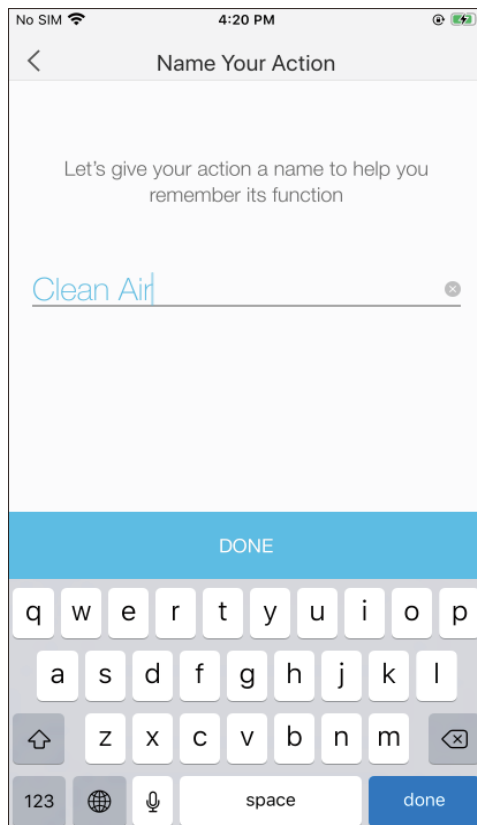 No SIM 4:20 PM
Name Your Action
Let's give your action a name to help you
remember its function
Clean Air
DONE
q w e r t y u i o p
a s d f g h j k l
z x c v b n m
123 space done